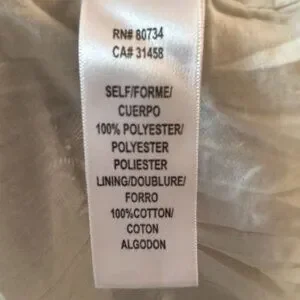 RN# 80734
CA# 31458
SELF/FORME/
CUERPO
100% POLYESTER/
POLYESTER
POLIESTER
LINING/DOUBLURE/
FORRO
100%COTTON/
COTON
ALGODON